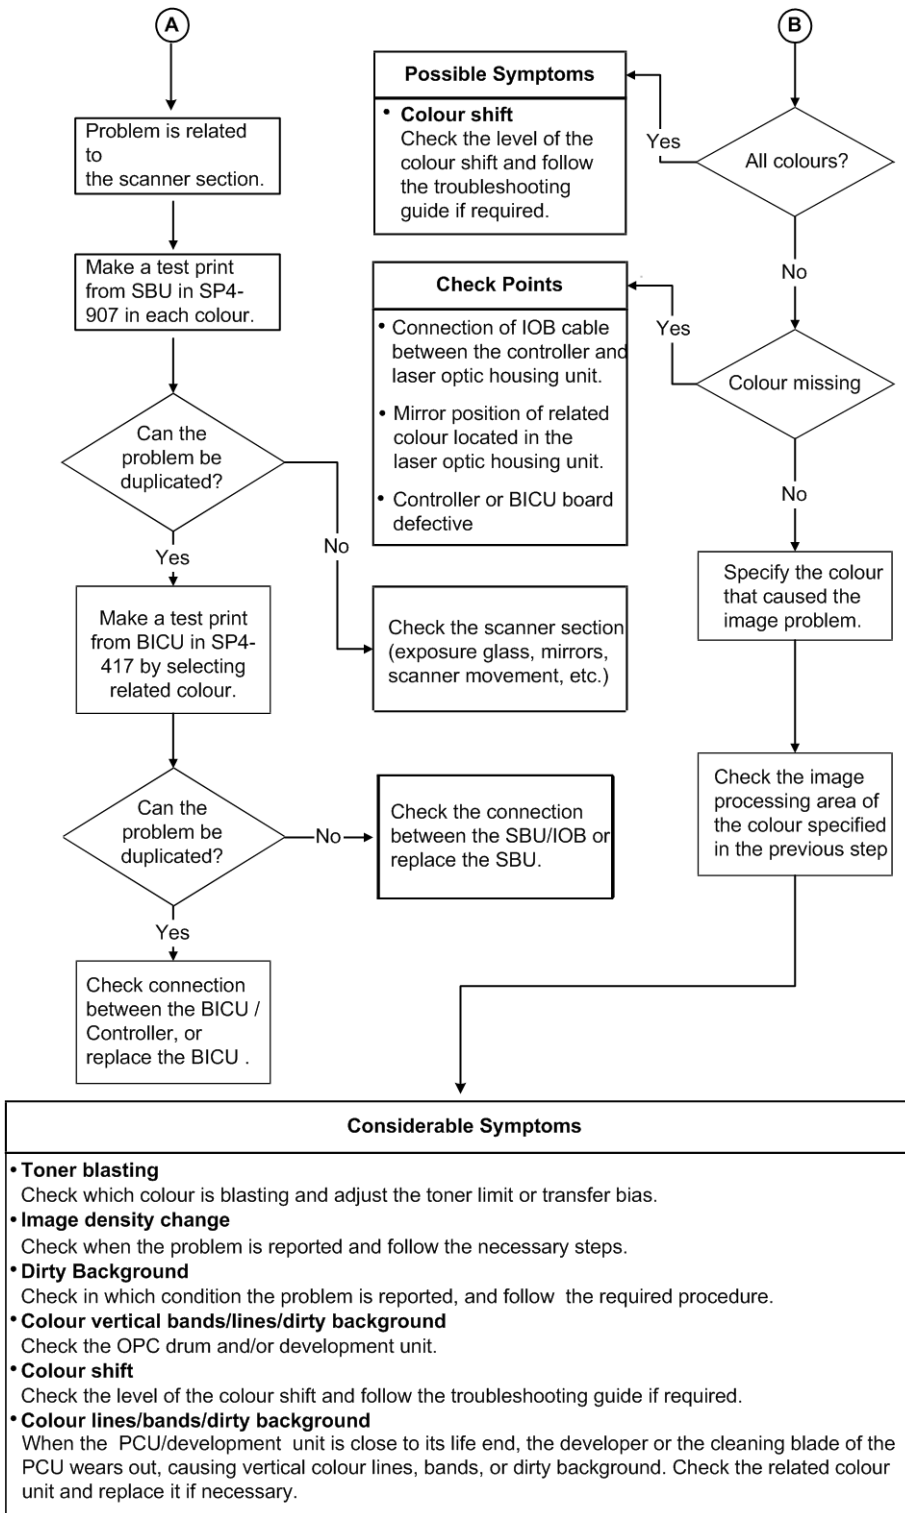 A
Problem is related
to
the scanner section.
Make a test print
from SBU in SP4-
907 in each colour.
Can the
problem be
duplicated?
No
Yes
Make a test print
from BICU in SP4-
417 by selecting
related colour.
Check the scanner section
(exposure glass, mirrors,
scanner movement, etc.)
Can the
problem be
duplicated?
No
Check the connection
between the SBU/IOB or
replace the SBU.
Yes
Check connection
between the BICU /
Controller, or
replace the BICU .
B
All colours?
Yes
Possible Symptoms
• Colour shift
Check the level of the
colour shift and follow
the troubleshooting
guide if required.
No
Colour missing
Yes
Check Points
• Connection of IOB cable
between the controller and
laser optic housing unit.
• Mirror position of related
colour located in the
laser optic housing unit.
• Controller or BICU board
defective
No
Specify the colour
that caused the
image problem.
Check the image
processing area of
the colour specified
in the previous step
Considerable Symptoms
• Toner blasting
Check which colour is blasting and adjust the toner limit or transfer bias.
• Image density change
Check when the problem is reported and follow the necessary steps.
• Dirty Background
Check in which condition the problem is reported, and follow the required procedure.
• Colour vertical bands/lines/dirty background
Check the OPC drum and/or development unit.
• Colour shift
Check the level of the colour shift and follow the troubleshooting guide if required.
• Colour lines/bands/dirty background
When the PCU/development unit is close to its life end, the developer or the cleaning blade of the
PCU wears out, causing vertical colour lines, bands, or dirty background. Check the related colour
unit and replace it if necessary.